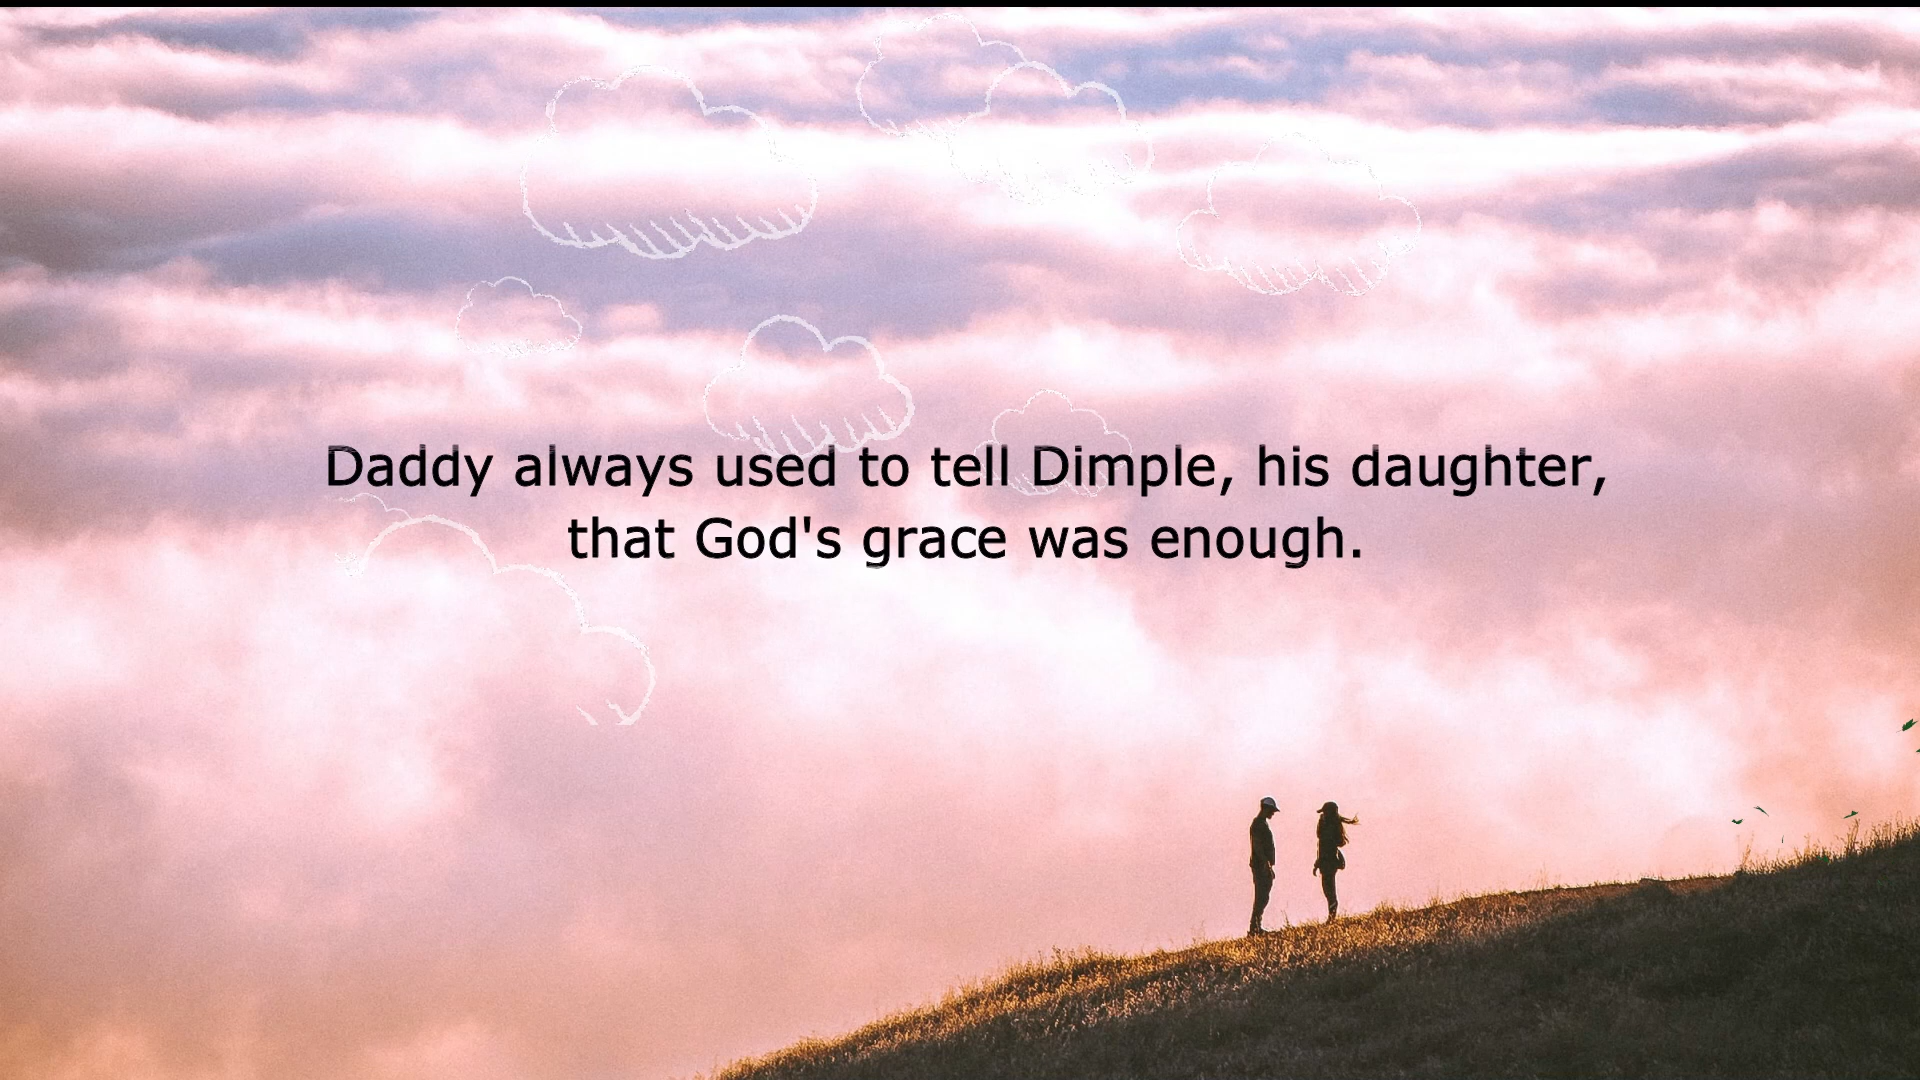 Daddy always used to tell Dimple, his daughter,
that God's grace was enough.